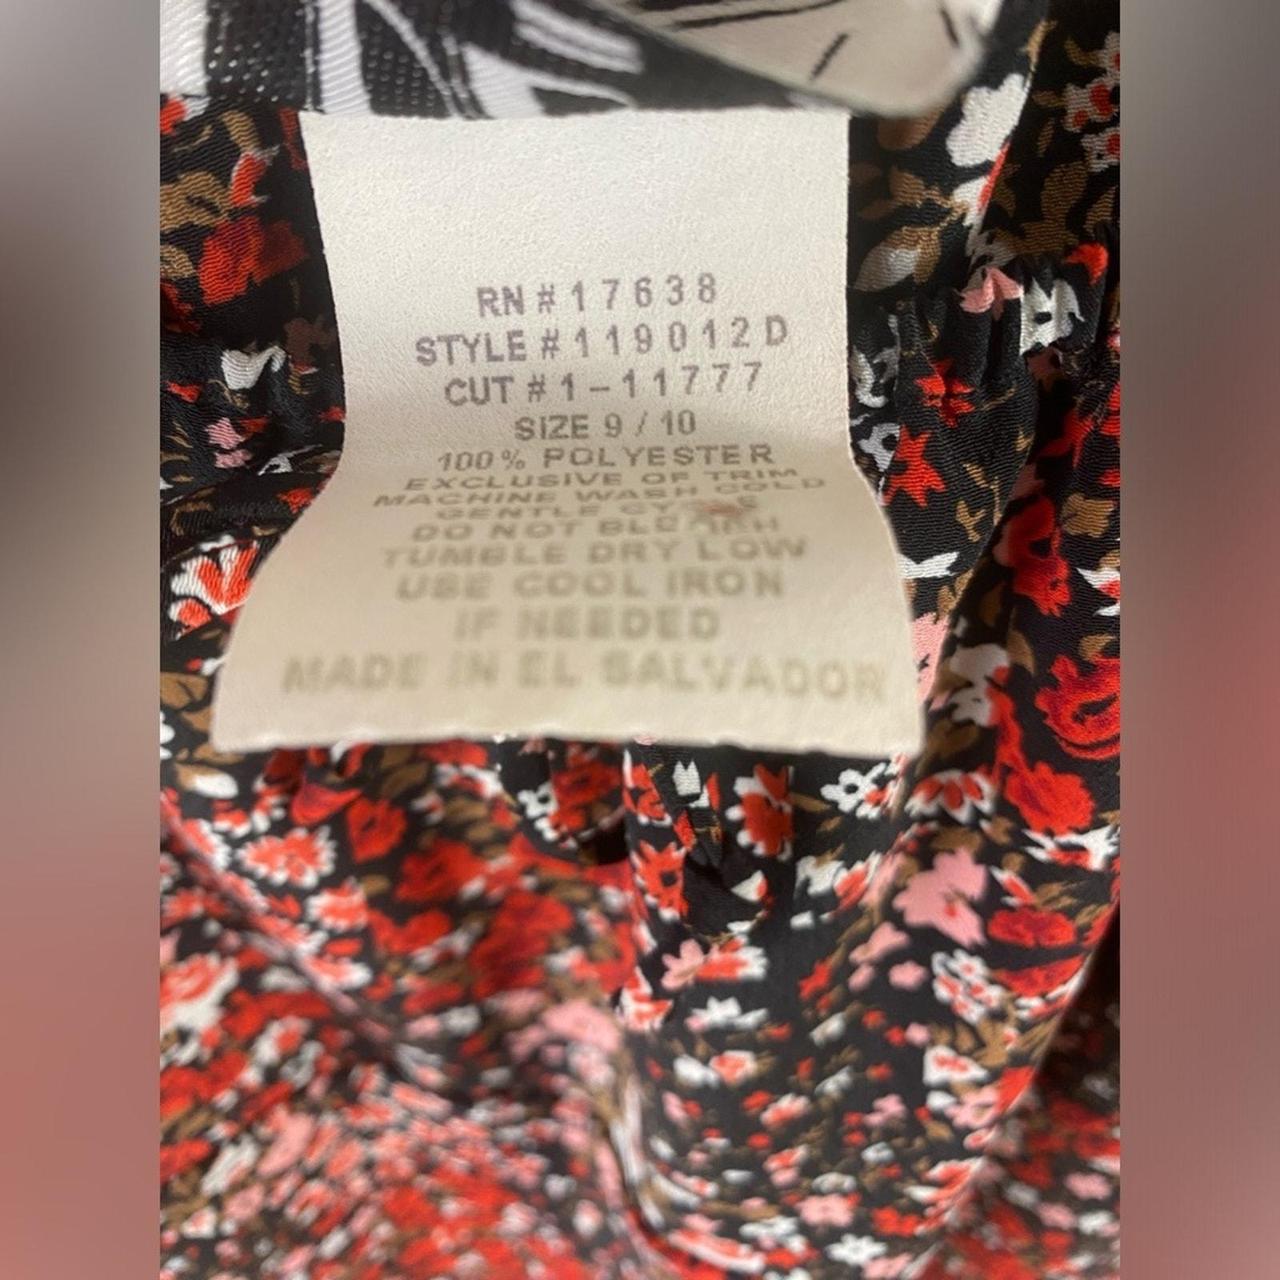 RN # 17638
STYLE # 119012D
CUT # 1-11777
SIZE 9 / 10
100% POLYESTER
EXCLUSIVE OF TRIM
MACHINE WASH COLD
GENTLE CYCLE
DO NOT BLEACH
TUMBLE DRY LOW
USE COOL IRON
IF NEEDED
MADE IN EL SALVADOR